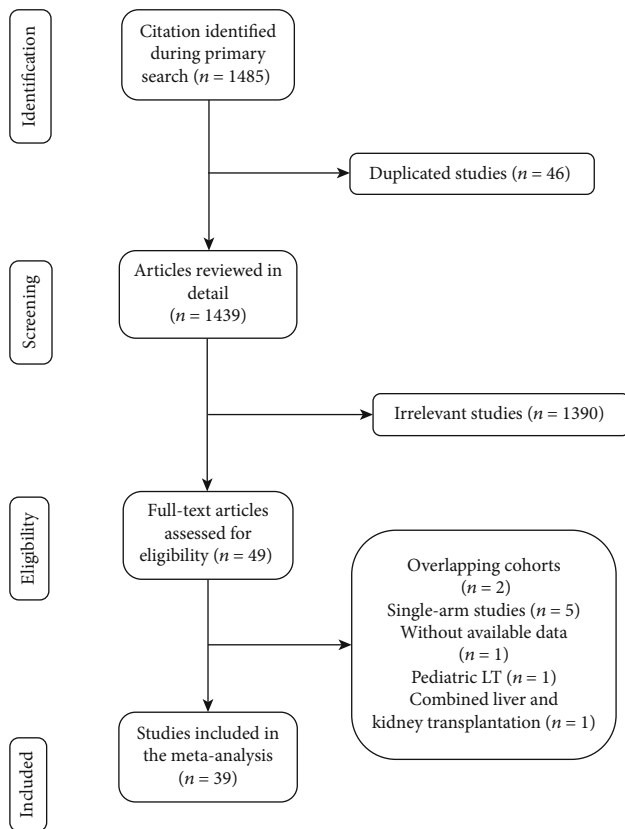 Identification
Citation identified
during primary
search (n = 1485)
Duplicated studies (n = 46)
Screening
Articles reviewed in
detail
(n = 1439)
Irrelevant studies (n = 1390)
Eligibility
Full-text articles
assessed for
eligibility (n = 49)
Overlapping cohorts
(n = 2)
Single-arm studies (n = 5)
Without available data
(n = 1)
Pediatric LT (n = 1)
Combined liver and
kidney transplantation (n = 1)
Included
Studies included in
the meta-analysis
(n = 39)